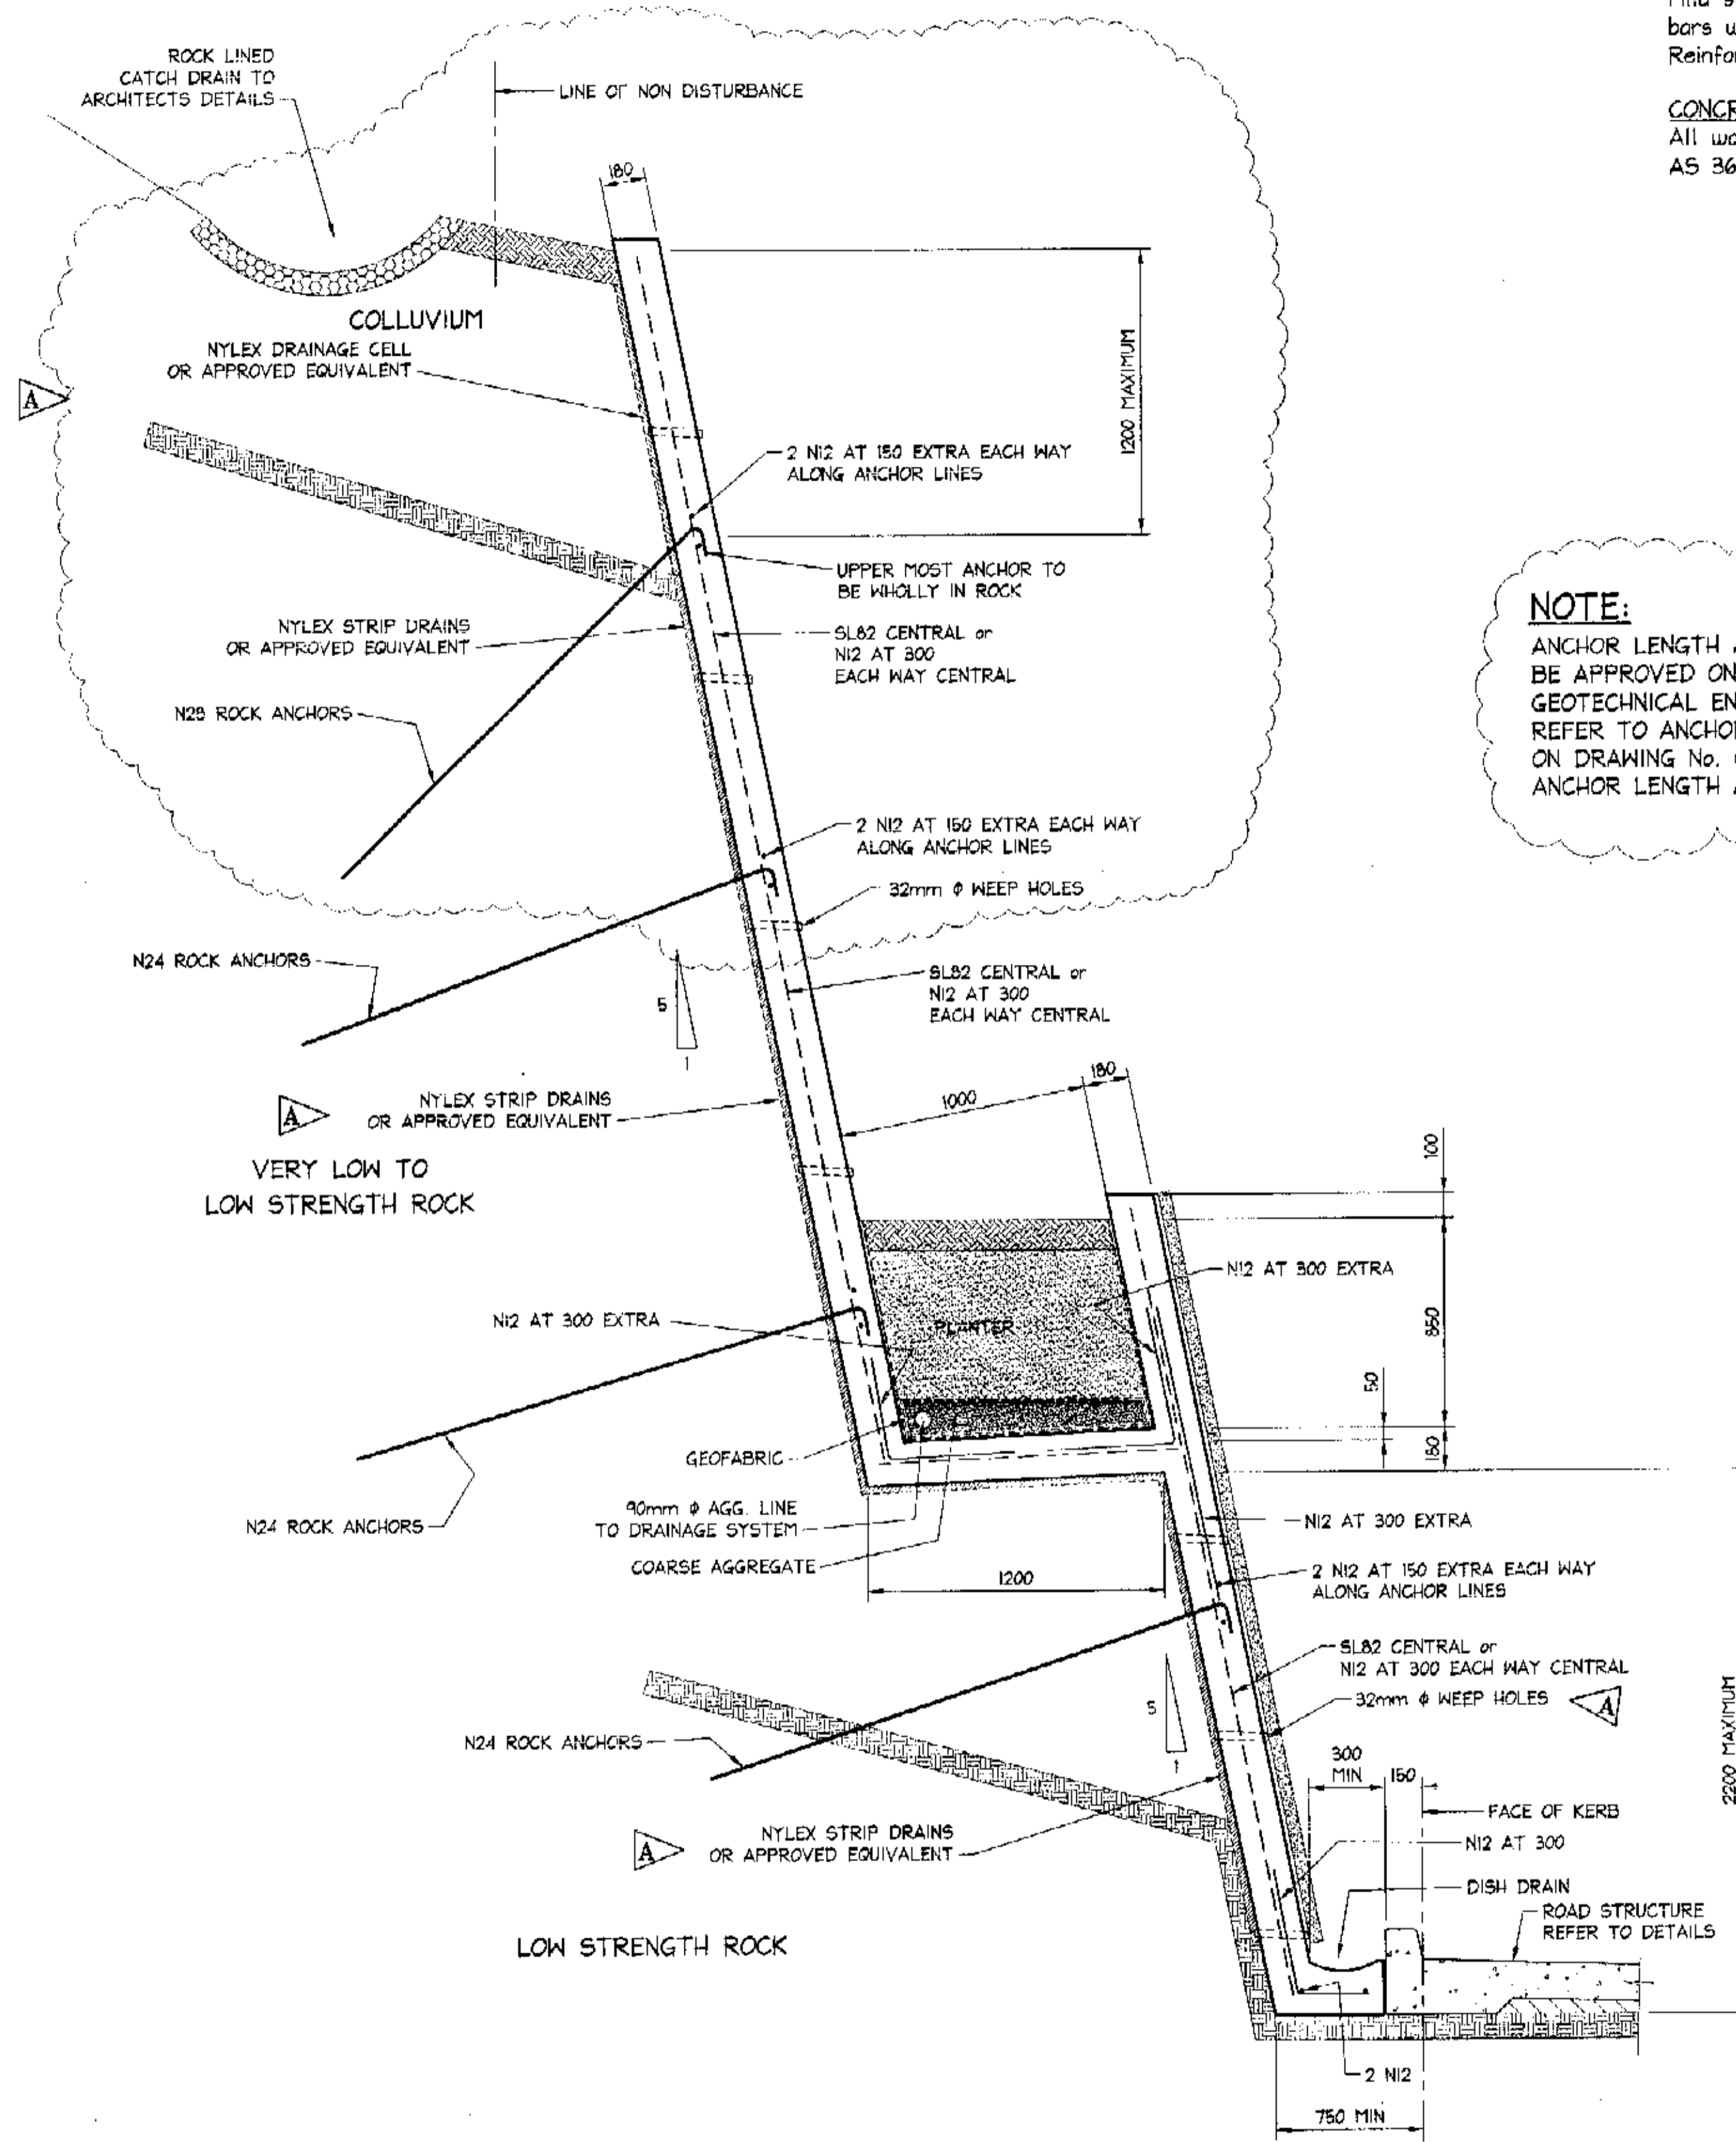 bars u
Reinfor
CONCR
All wo
AS 36
ROCK LINED
CATCH DRAIN TO
ARCHITECTS DETAILS
LINE OF NON DISTURBANCE
180
COLLUVIUM
NYLEX DRAINAGE CELL
OR APPROVED EQUIVALENT
A
1200 MAXIMUM
2 N12 AT 150 EXTRA EACH WAY
ALONG ANCHOR LINES
UPPER MOST ANCHOR TO
BE WHOLLY IN ROCK
NYLEX STRIP DRAINS
OR APPROVED EQUIVALENT
SL82 CENTRAL or
N12 AT 300
EACH WAY CENTRAL
N28 ROCK ANCHORS
NOTE:
ANCHOR LENGTH A
BE APPROVED ON
GEOTECHNICAL EN
REFER TO ANCHOR
ON DRAWING No.
ANCHOR LENGTH A
2 N12 AT 150 EXTRA EACH WAY
ALONG ANCHOR LINES
32mm φ WEEP HOLES
N24 ROCK ANCHORS
SL82 CENTRAL or
N12 AT 300
EACH WAY CENTRAL
5
1
A
NYLEX STRIP DRAINS
OR APPROVED EQUIVALENT
1000
180
VERY LOW TO
LOW STRENGTH ROCK
100
N12 AT 300 EXTRA
N12 AT 300 EXTRA
PLANTER
850
50
180
GEOFABRIC
90mm φ AGG. LINE
TO DRAINAGE SYSTEM
COARSE AGGREGATE
N24 ROCK ANCHORS
1200
N12 AT 300 EXTRA
2 N12 AT 150 EXTRA EACH WAY
ALONG ANCHOR LINES
SL82 CENTRAL or
N12 AT 300 EACH WAY CENTRAL
32mm φ WEEP HOLES
A
5
1
N24 ROCK ANCHORS
2200 MAXIMUM
300
MIN
150
FACE OF KERB
A
NYLEX STRIP DRAINS
OR APPROVED EQUIVALENT
N12 AT 300
DISH DRAIN
ROAD STRUCTURE
REFER TO DETAILS
LOW STRENGTH ROCK
2 N12
750 MIN